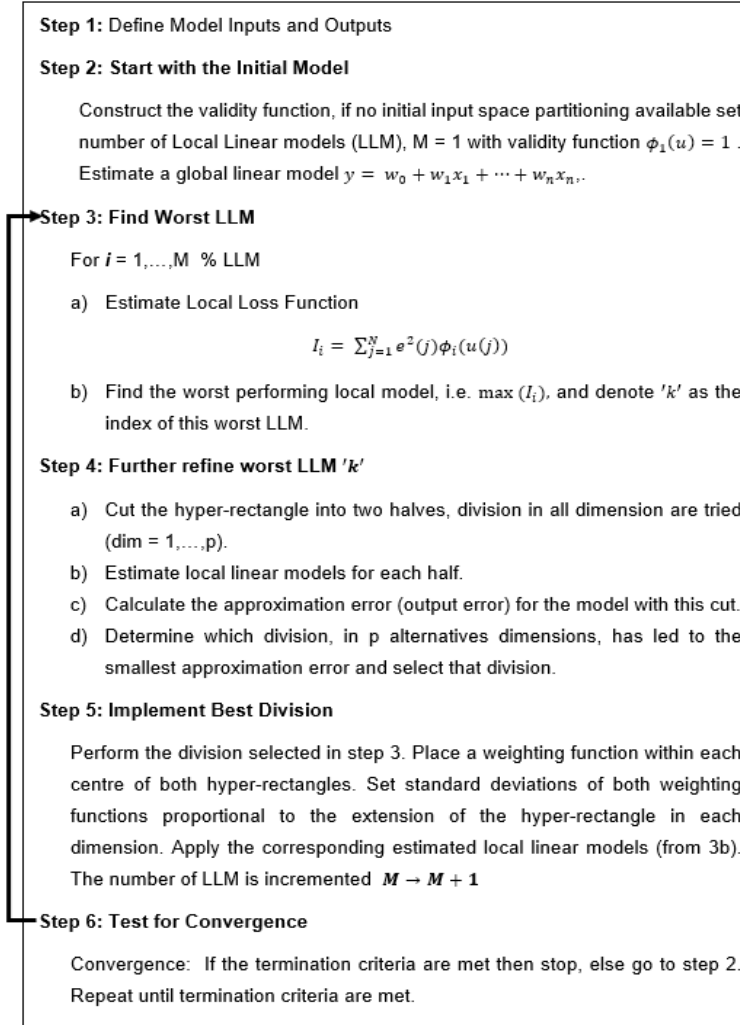 Step 1: Define Model Inputs and Outputs
Step 2: Start with the Initial Model
Construct the validity function, if no initial input space partitioning available set
number of Local Linear models (LLM), M = 1 with validity function ϕ₁(u) = 1 .
Estimate a global linear model y = w₀ + w₁x₁ + ⋯ + wₙxₙ,.
Step 3: Find Worst LLM
For i = 1,…,M % LLM
a) Estimate Local Loss Function
Iᵢ = ∑ᴺⱼ₌₁ e²(j)ϕᵢ(u(j))
b) Find the worst performing local model, i.e. max (Iᵢ), and denote 'k' as the
index of this worst LLM.
Step 4: Further refine worst LLM 'k'
a) Cut the hyper-rectangle into two halves, division in all dimension are tried
(dim = 1,…,p).
b) Estimate local linear models for each half.
c) Calculate the approximation error (output error) for the model with this cut.
d) Determine which division, in p alternatives dimensions, has led to the
smallest approximation error and select that division.
Step 5: Implement Best Division
Perform the division selected in step 3. Place a weighting function within each
centre of both hyper-rectangles. Set standard deviations of both weighting
functions proportional to the extension of the hyper-rectangle in each
dimension. Apply the corresponding estimated local linear models (from 3b).
The number of LLM is incremented M → M + 1
Step 6: Test for Convergence
Convergence: If the termination criteria are met then stop, else go to step 2.
Repeat until termination criteria are met.